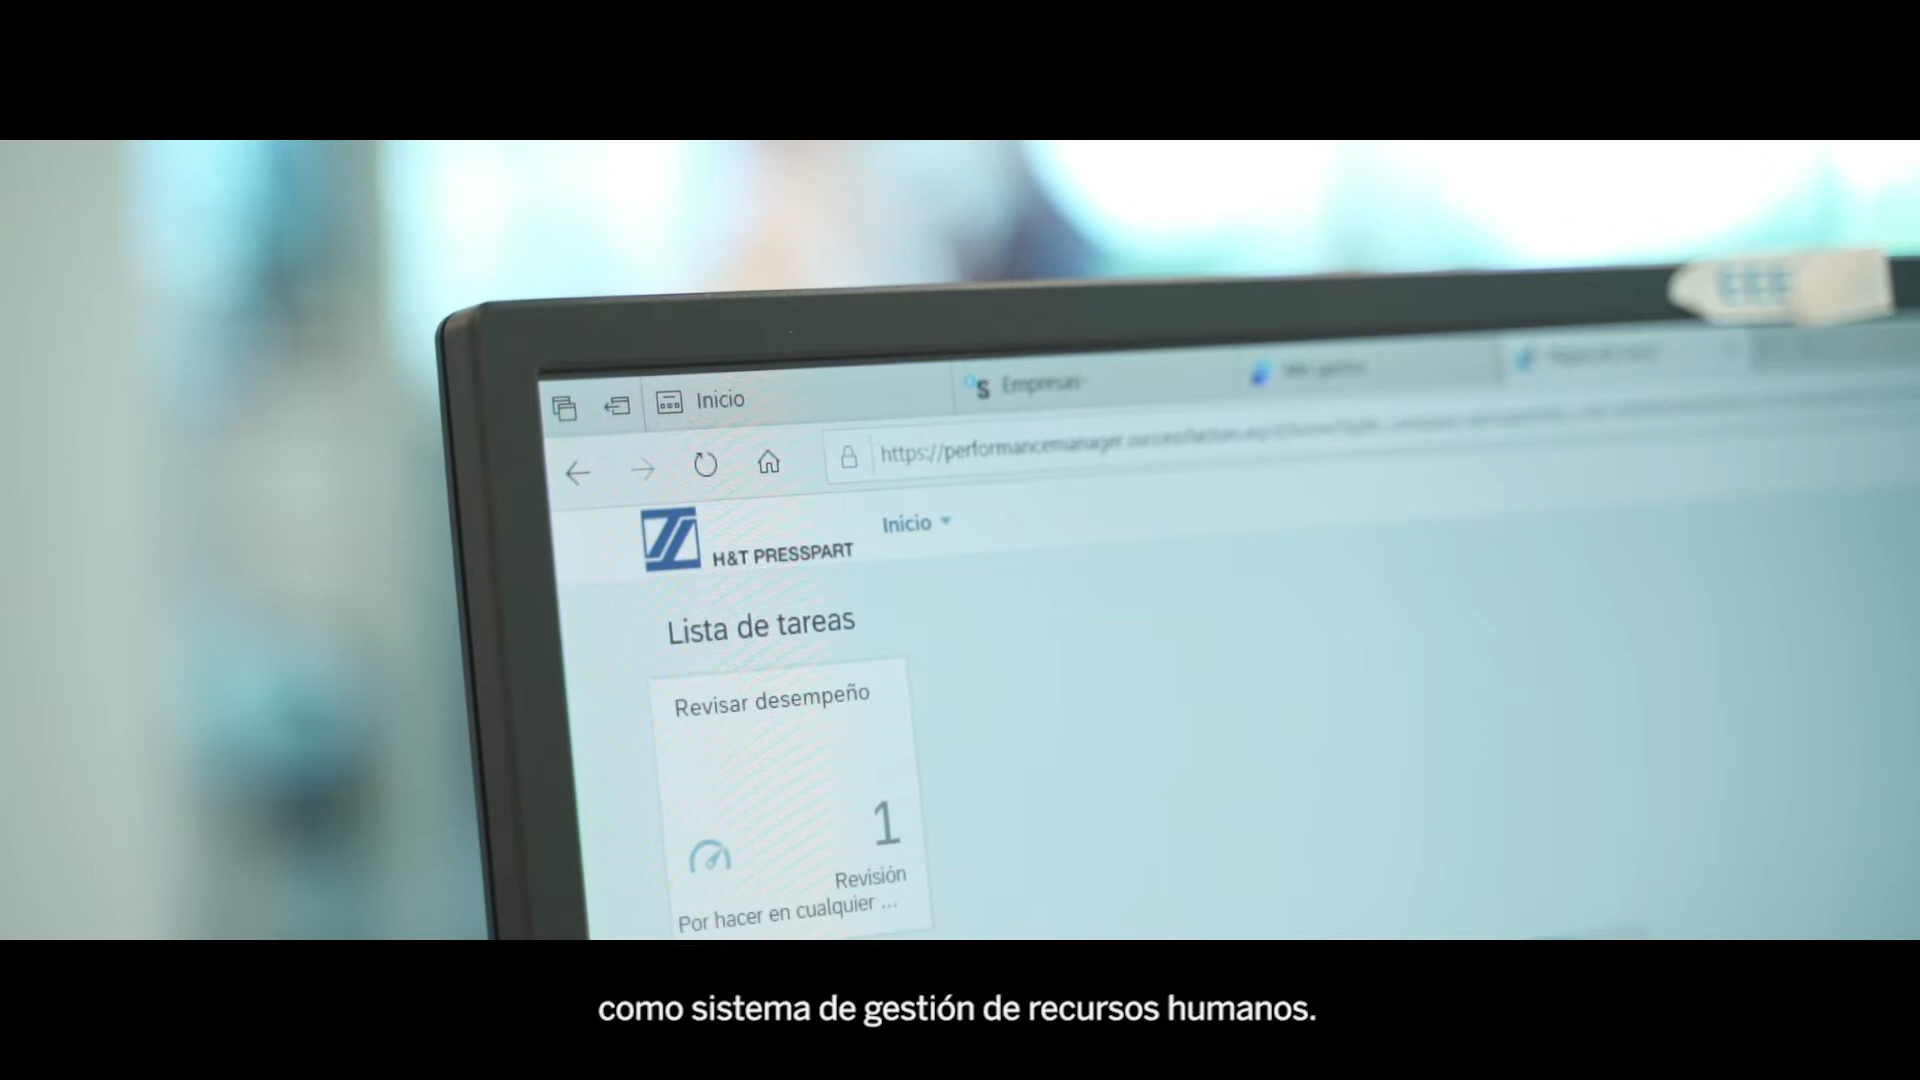 Inicio
Empresas
https://performancemanager.
H&T PRESSPART
Inicio
Lista de tareas
Revisar desempeño
1
Revisión
Por hacer en cualquier ...
como sistema de gestión de recursos humanos.